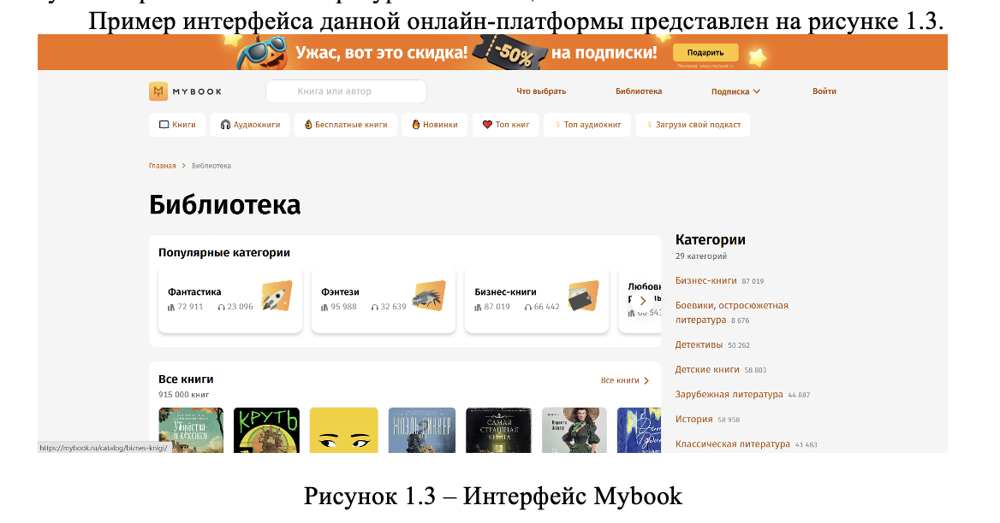 Пример интерфейса данной онлайн-платформы представлен на рисунке 1.3.
Ужас, вот это скидка! -50% на подписки! Подарить
Реклама. www.mybook.ru
MYBOOK Книга или автор Что выбрать Библиотека Подписка Войти
Книги Аудиокниги Бесплатные книги Новинки Топ книг Топ аудиокниг Загрузи свой подкаст
Главная > Библиотека
Библиотека
Популярные категории
Фантастика
72 911 23 096
Фэнтези
95 988 32 639
Бизнес-книги
87 019 66 442
Все книги
915 000 книг
Все книги >
КРУТЬ
САМАЯ
СТРАШНАЯ
КНИГА
Категории
29 категорий
Бизнес-книги 87 019
Боевики, остросюжетная
литература 8 676
Детективы 50 262
Детские книги 58 803
Зарубежная литература 44 887
История 58 958
Классическая литература 41 483
https://mybook.ru/catalog/biznes-knigi/
Рисунок 1.3 – Интерфейс Mybook